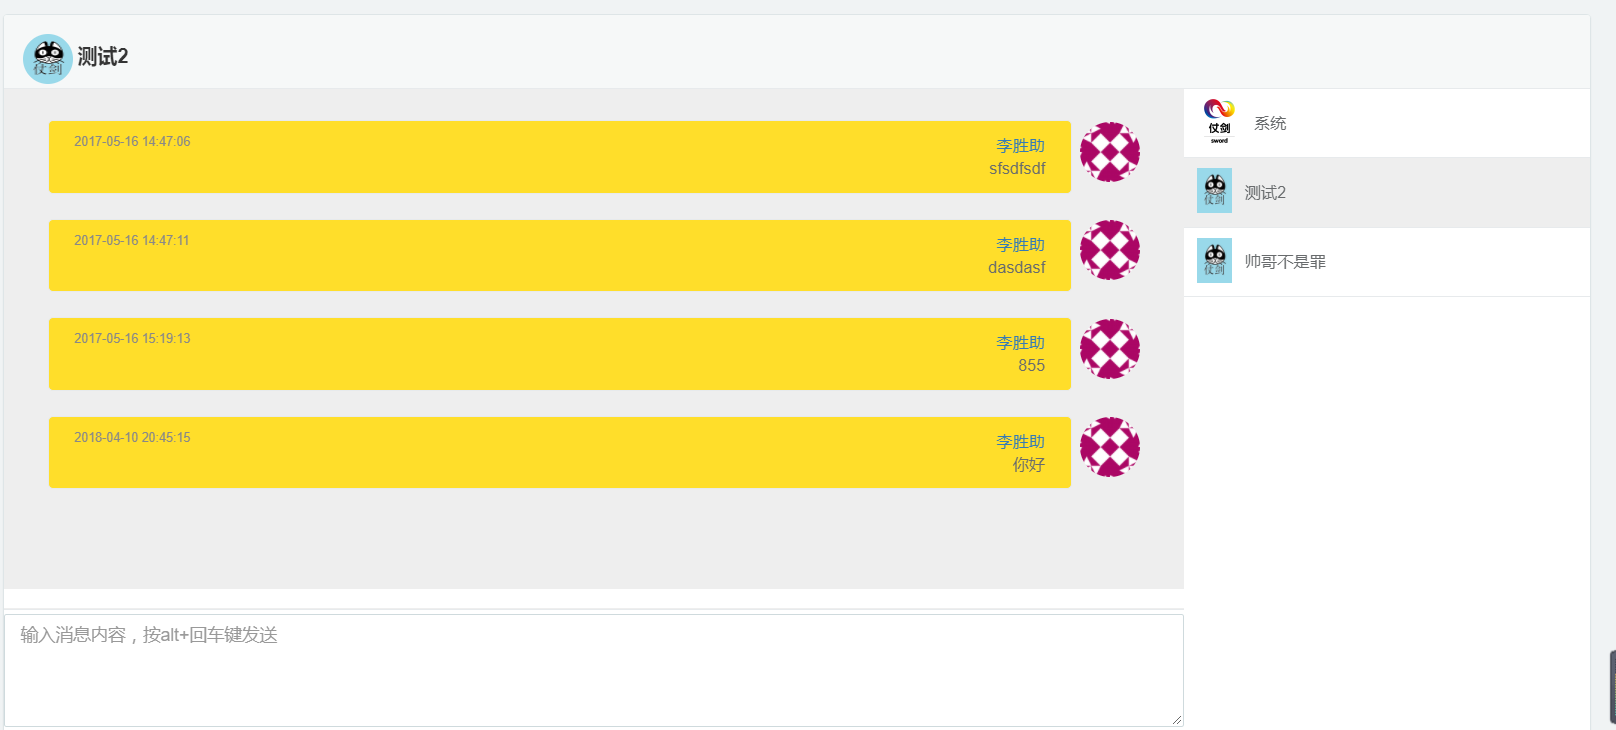 仗剑
测试2
2017-05-16 14:47:06
李胜助
sfsdfsdf
2017-05-16 14:47:11
李胜助
dasdasf
2017-05-16 15:19:13
李胜助
855
2018-04-10 20:45:15
李胜助
你好
输入消息内容，按alt+回车键发送
仗剑
sword
系统
仗剑
测试2
仗剑
帅哥不是罪